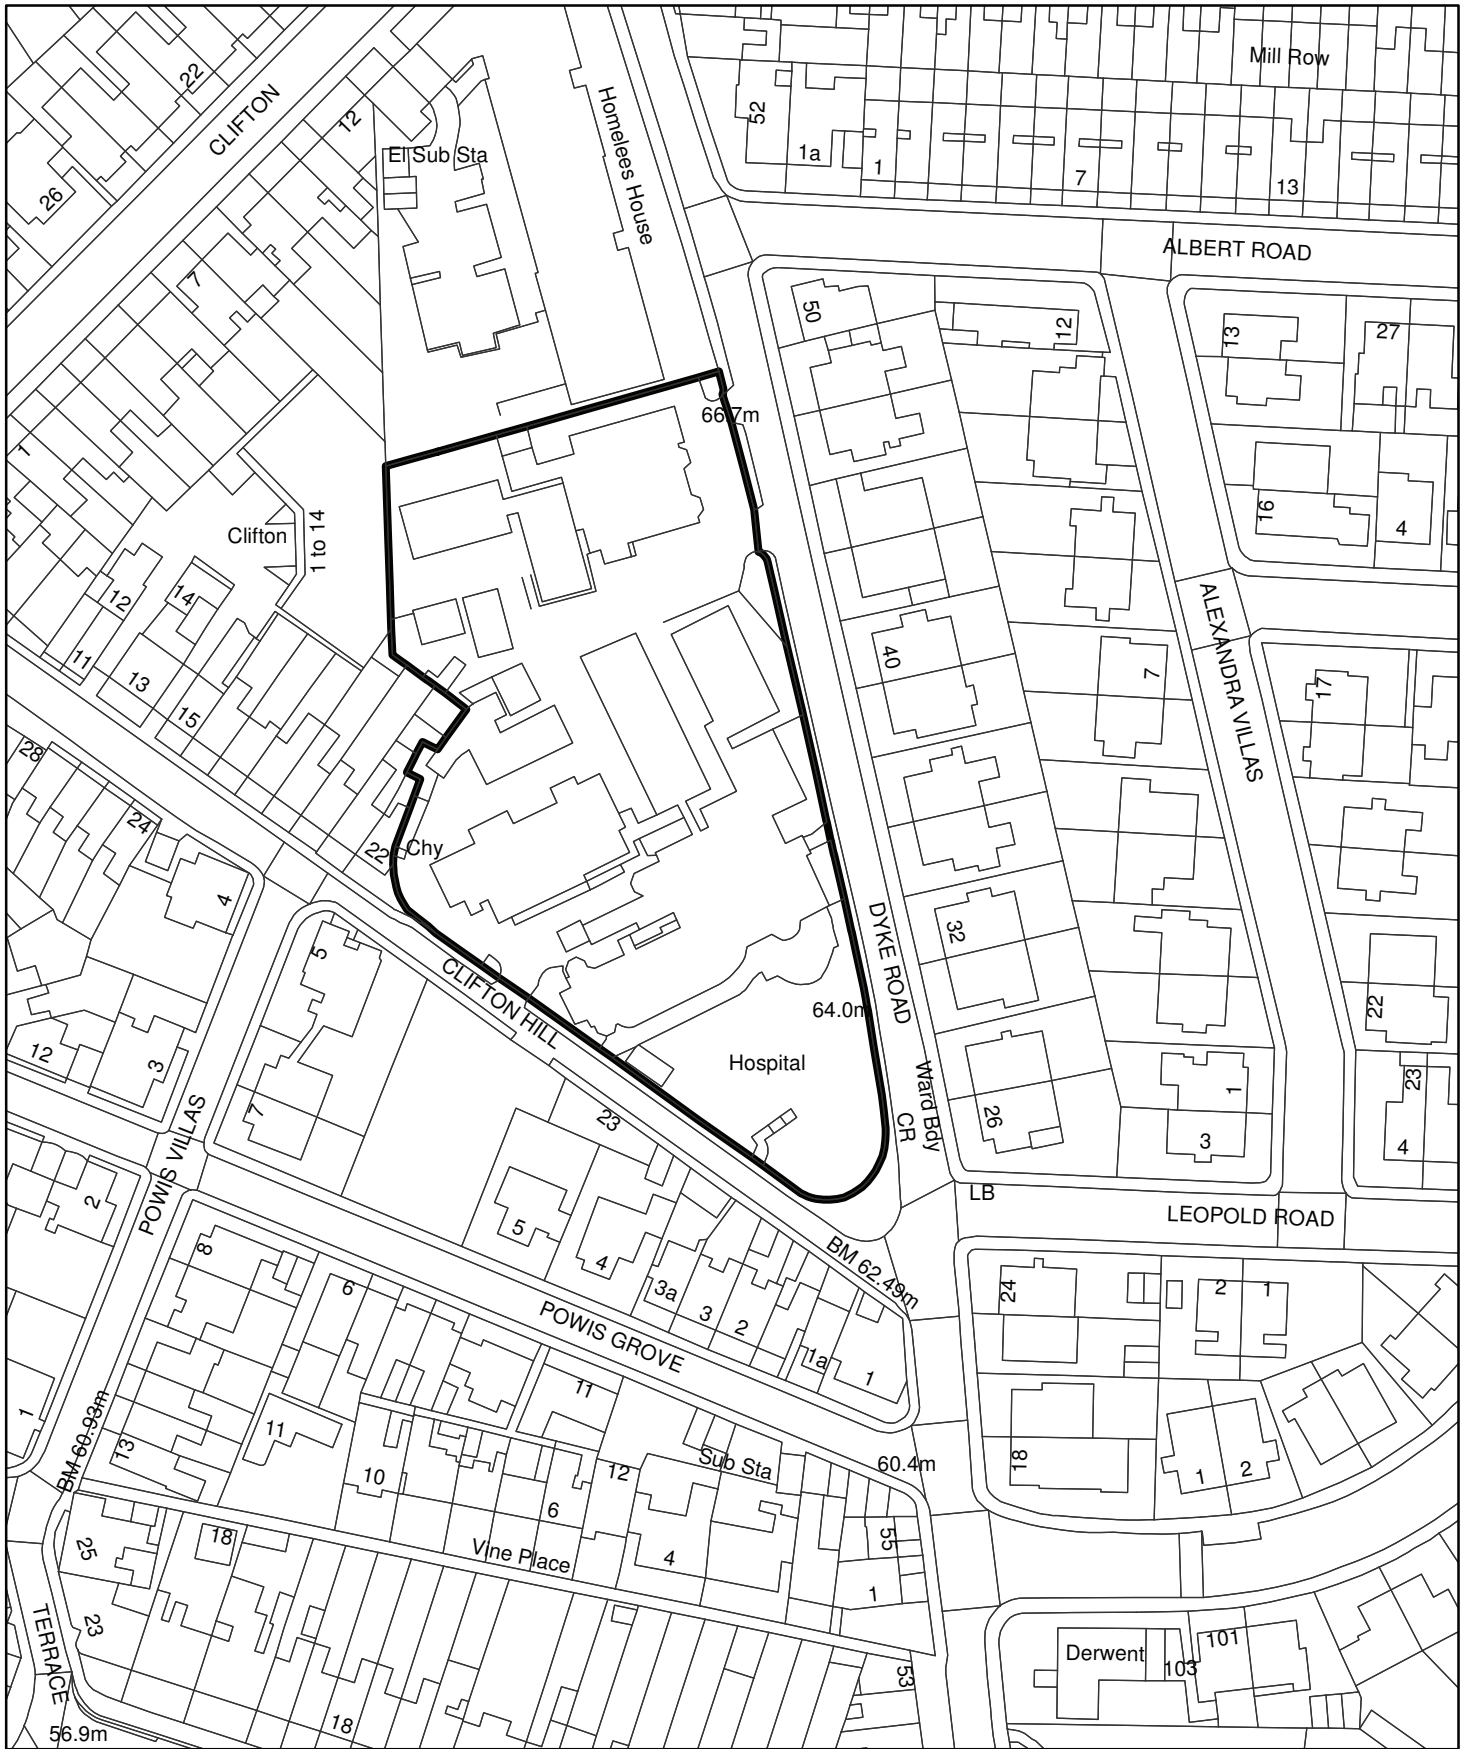 22
CLIFTON
12
26
El Sub Sta
7
1
Homelees House
Mill Row
52
1a
1
7
13
ALBERT ROAD
50
12
13
27
66.7m
Clifton
1 to 14
16
4
12
14
11
13
15
40
7
ALEXANDRA VILLAS
17
28
24
22
Chy
4
5
32
DYKE ROAD
CLIFTON HILL
64.0m
22
12
3
Hospital
Ward Bdy
CR
1
23
7
23
26
3
4
POWIS VILLAS
2
LB
LEOPOLD ROAD
5
4
8
BM 62.49m
3a
3
2
24
2
1
6
POWIS GROVE
1a
1
11
1
BM 60.93m
13
11
10
12
Sub Sta
60.4m
18
1
2
6
55
25
18
Vine Place
4
1
23
TERRACE
101
Derwent
103
53
18
56.9m